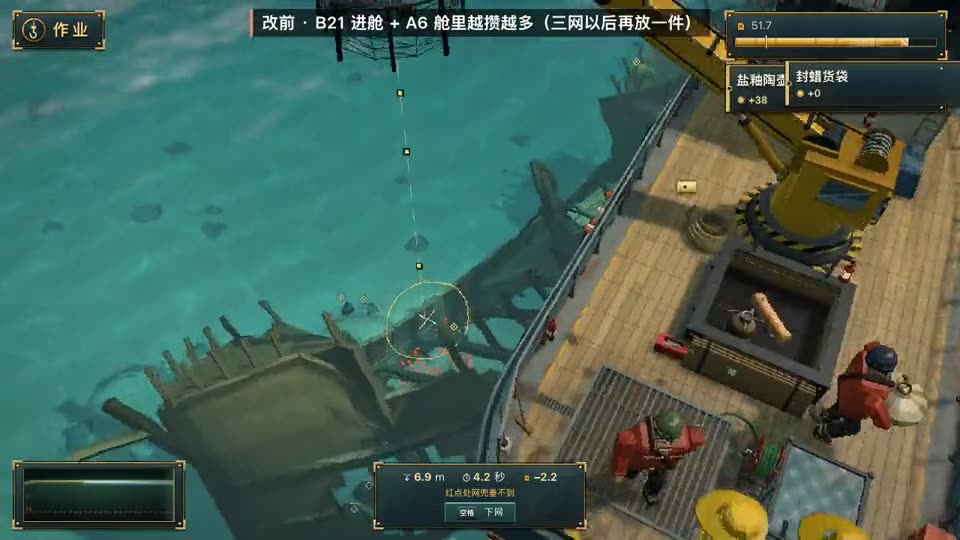 作业
改前 · B21 进舱 + A6 舱里越攒越多（三网以后再放一件）
51.7
盐釉陶壶
+38
封蜡货袋
+0
6.9 m 4.2 秒 −2.2
红点处网兜垂不到
空格 下网